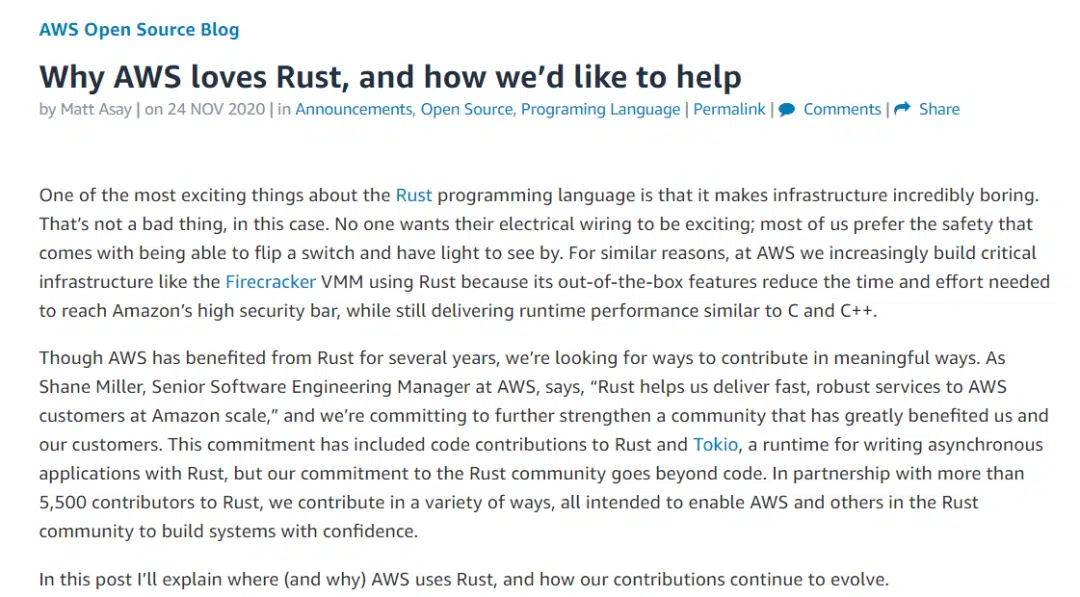 AWS Open Source Blog
Why AWS loves Rust, and how we’d like to help
by Matt Asay | on 24 NOV 2020 | in Announcements, Open Source, Programing Language | Permalink | Comments | Share
One of the most exciting things about the Rust programming language is that it makes infrastructure incredibly boring.
That’s not a bad thing, in this case. No one wants their electrical wiring to be exciting; most of us prefer the safety that
comes with being able to flip a switch and have light to see by. For similar reasons, at AWS we increasingly build critical
infrastructure like the Firecracker VMM using Rust because its out-of-the-box features reduce the time and effort needed
to reach Amazon’s high security bar, while still delivering runtime performance similar to C and C++.
Though AWS has benefited from Rust for several years, we’re looking for ways to contribute in meaningful ways. As
Shane Miller, Senior Software Engineering Manager at AWS, says, “Rust helps us deliver fast, robust services to AWS
customers at Amazon scale,” and we’re committing to further strengthen a community that has greatly benefited us and
our customers. This commitment has included code contributions to Rust and Tokio, a runtime for writing asynchronous
applications with Rust, but our commitment to the Rust community goes beyond code. In partnership with more than
5,500 contributors to Rust, we contribute in a variety of ways, all intended to enable AWS and others in the Rust
community to build systems with confidence.
In this post I’ll explain where (and why) AWS uses Rust, and how our contributions continue to evolve.